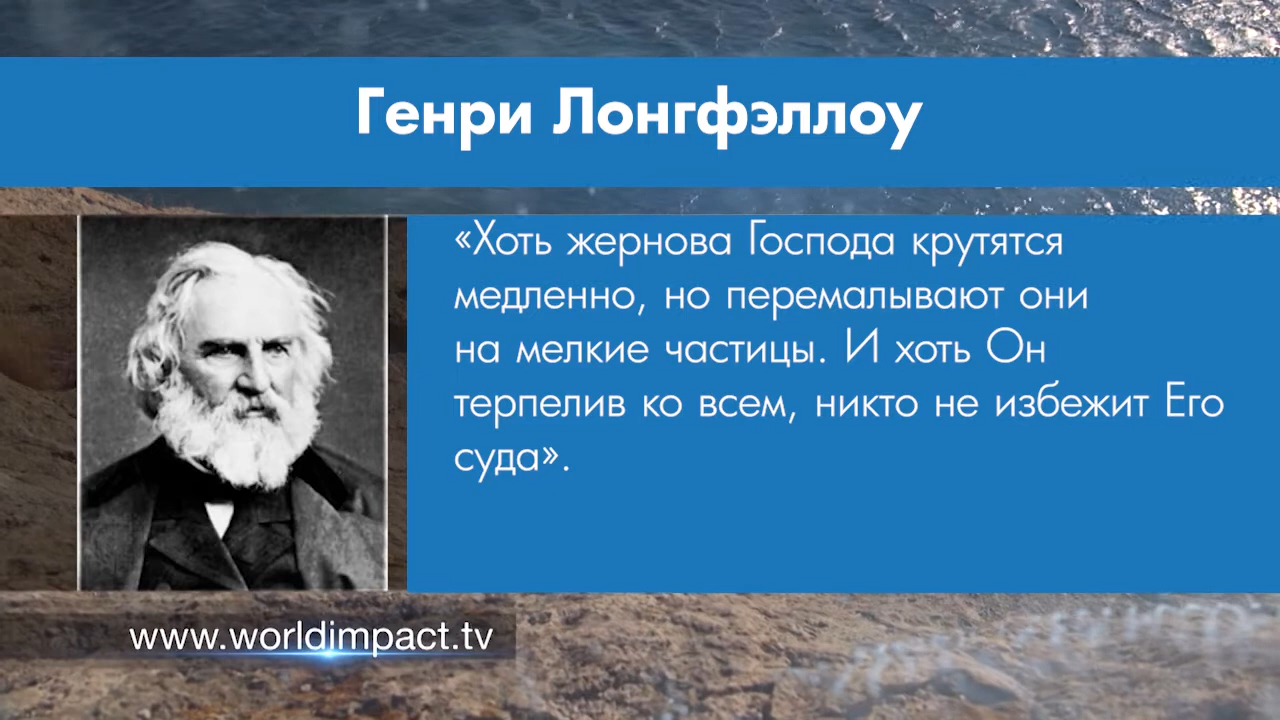 Генри Лонгфэллоу
«Хоть жернова Господа крутятся
медленно, но перемалывают они
на мелкие частицы. И хоть Он
терпелив ко всем, никто не избежит Его
суда».
www.worldimpact.tv